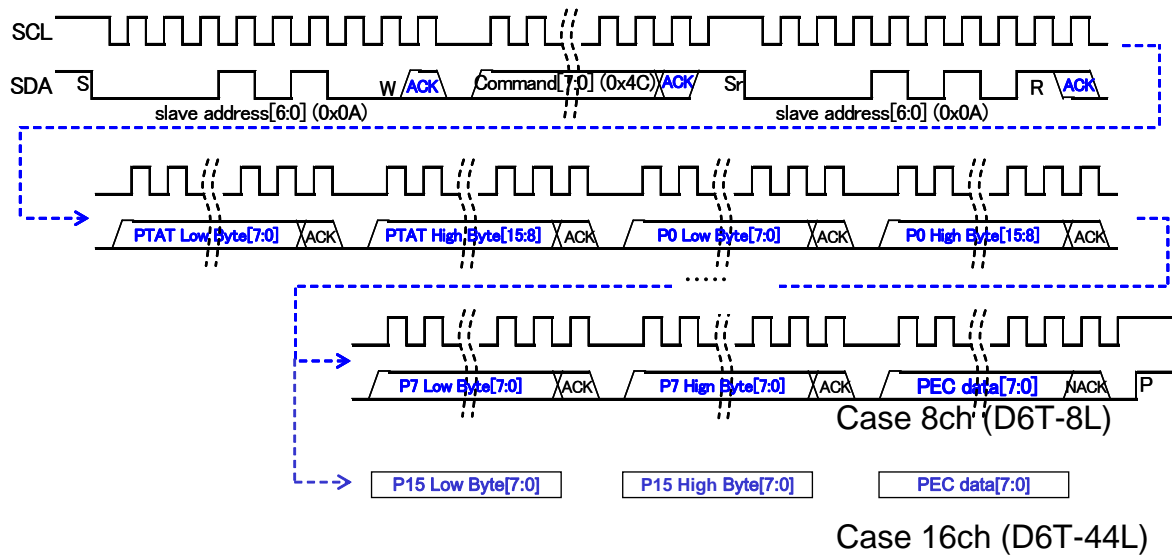 SCL
SDA S W ACK Command[7:0] (0x4C) ACK Sr R ACK
slave address[6:0] (0x0A) slave address[6:0] (0x0A)
PTAT Low Byte[7:0] ACK PTAT High Byte[15:8] ACK P0 Low Byte[7:0] ACK P0 High Byte[15:8] ACK
.....
P7 Low Byte[7:0] ACK P7 Hign Byte[7:0] ACK PEC data[7:0] NACK P
Case 8ch (D6T-8L)
P15 Low Byte[7:0] P15 High Byte[7:0] PEC data[7:0]
Case 16ch (D6T-44L)